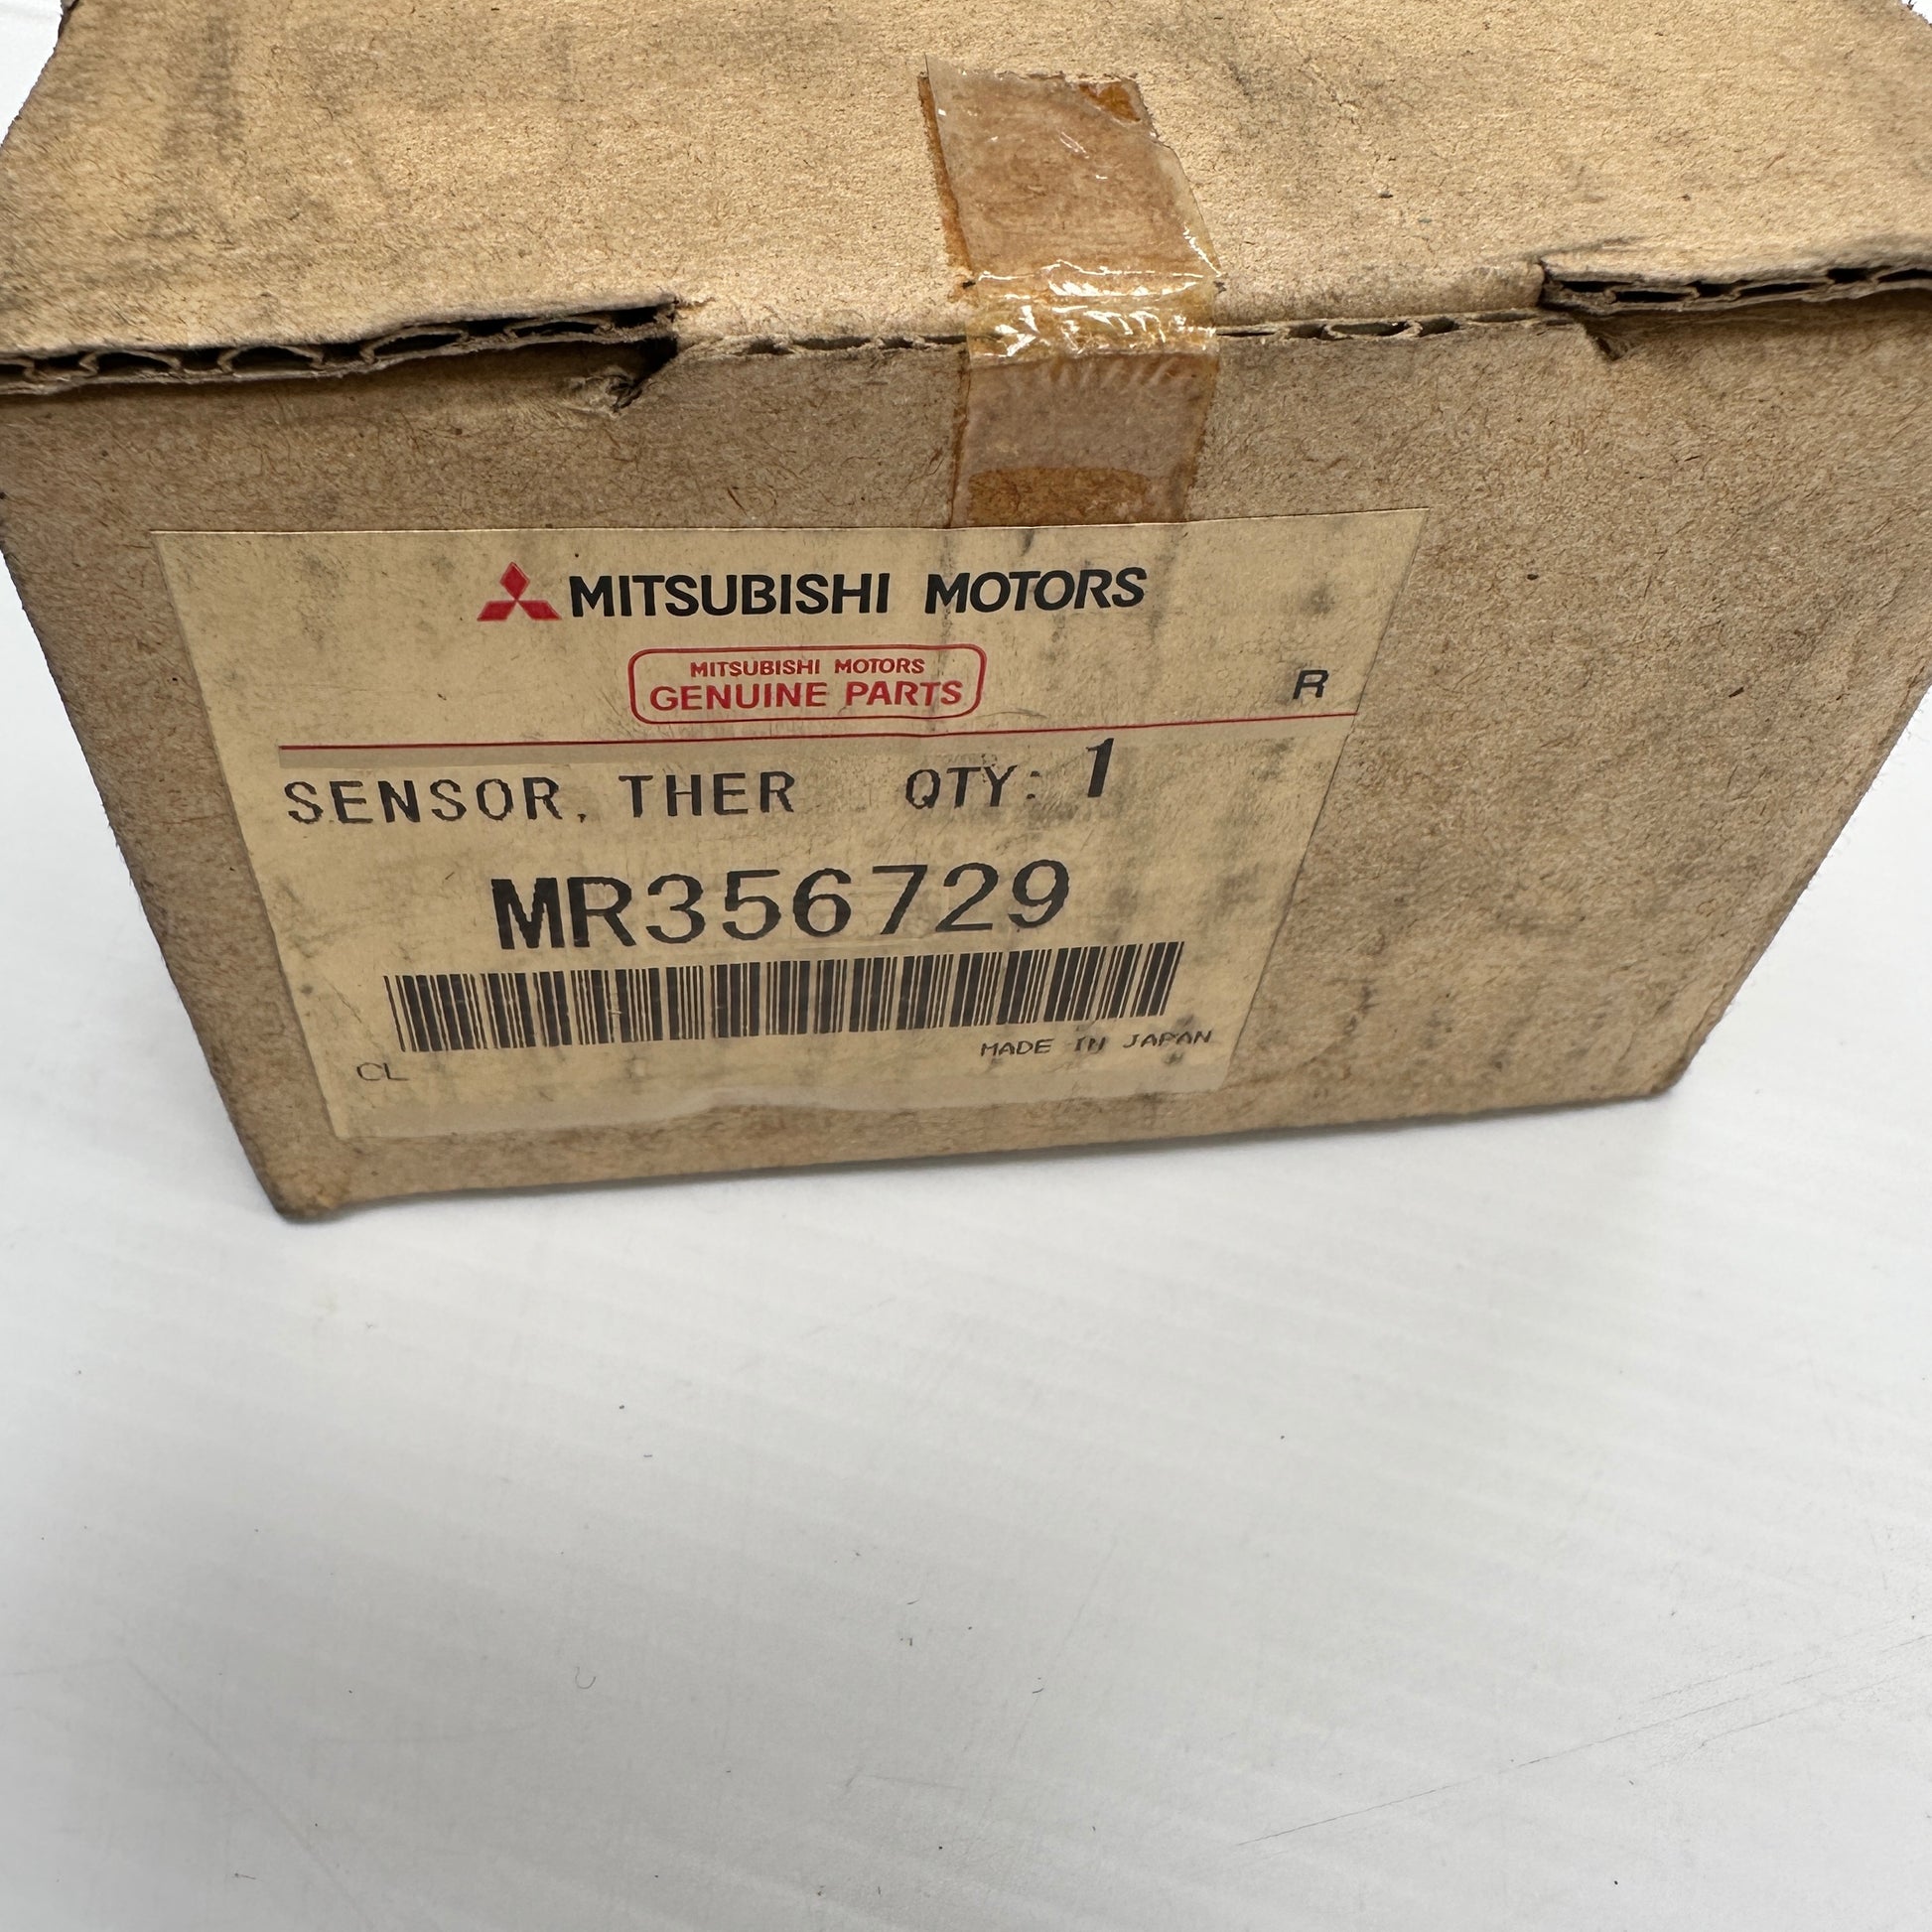 MITSUBISHI MOTORS
MITSUBISHI MOTORS
GENUINE PARTS
R
SENSOR, THER QTY: 1
MR356729
MADE IN JAPAN
CL